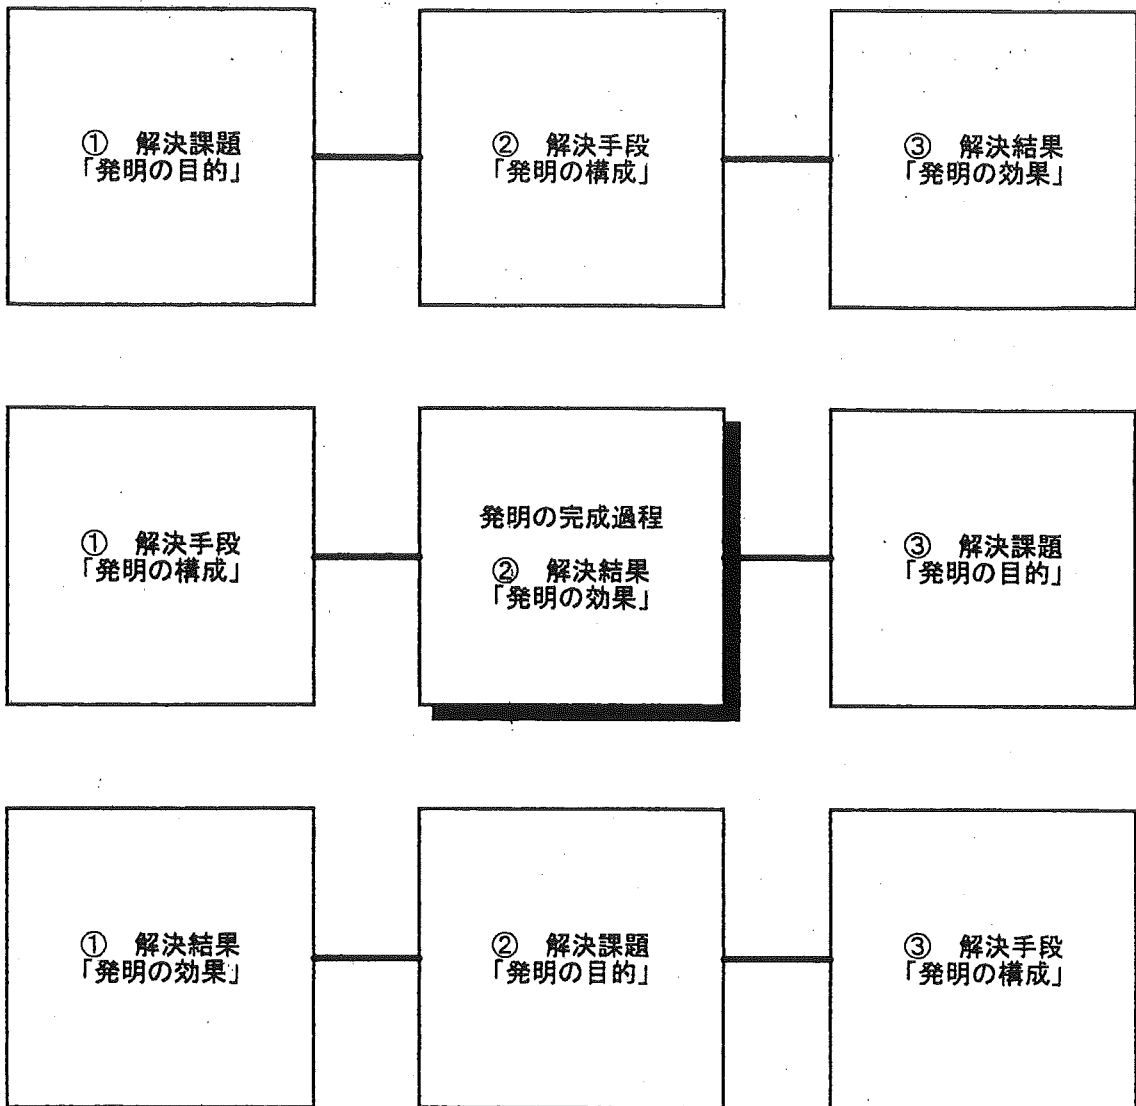 ① 解決課題
「発明の目的」
② 解決手段
「発明の構成」
③ 解決結果
「発明の効果」
① 解決手段
「発明の構成」
発明の完成過程
② 解決結果
「発明の効果」
③ 解決課題
「発明の目的」
① 解決結果
「発明の効果」
② 解決課題
「発明の目的」
③ 解決手段
「発明の構成」